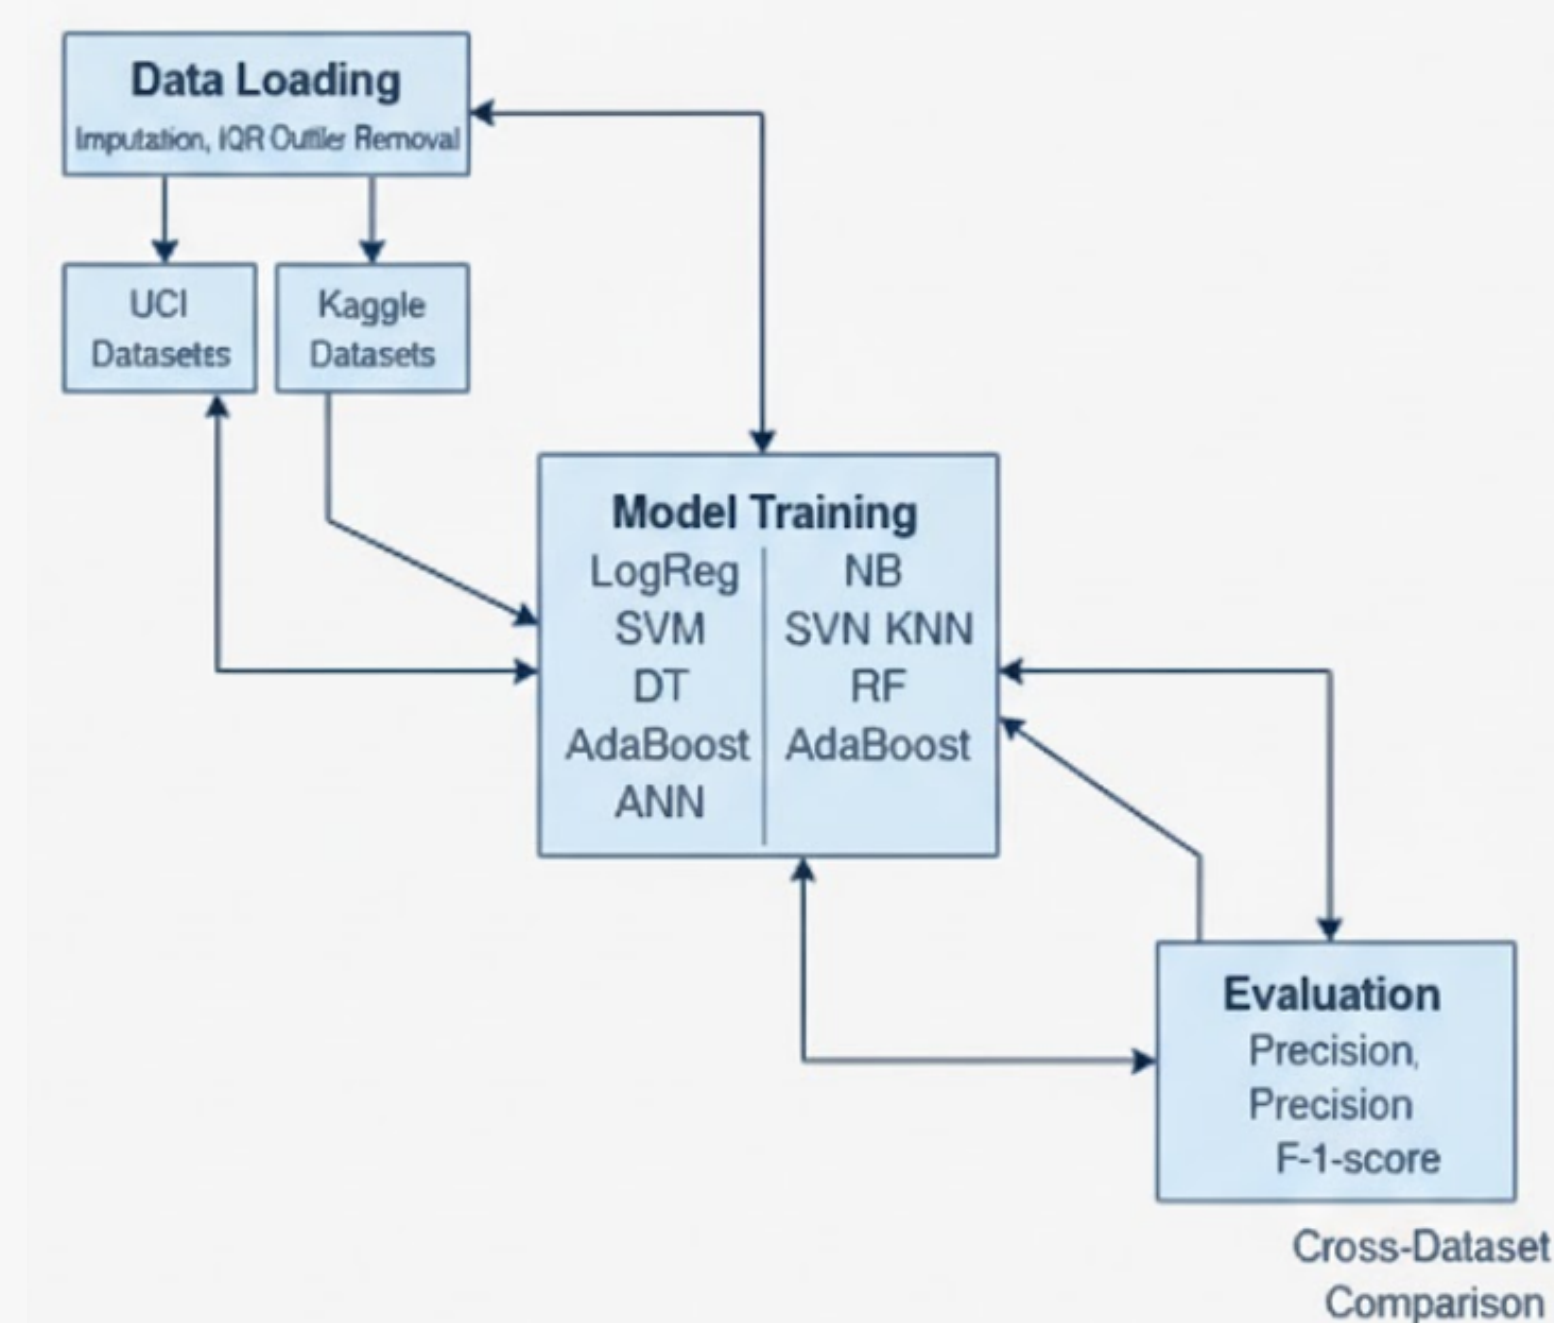 Data Loading
Imputation, IQR Outlier Removal
UCI
Datasets
Kaggle
Datasets
Model Training
LogReg
SVM
DT
AdaBoost
ANN
NB
SVN KNN
RF
AdaBoost
Evaluation
Precision,
Precision
F-1-score
Cross-Dataset
Comparison